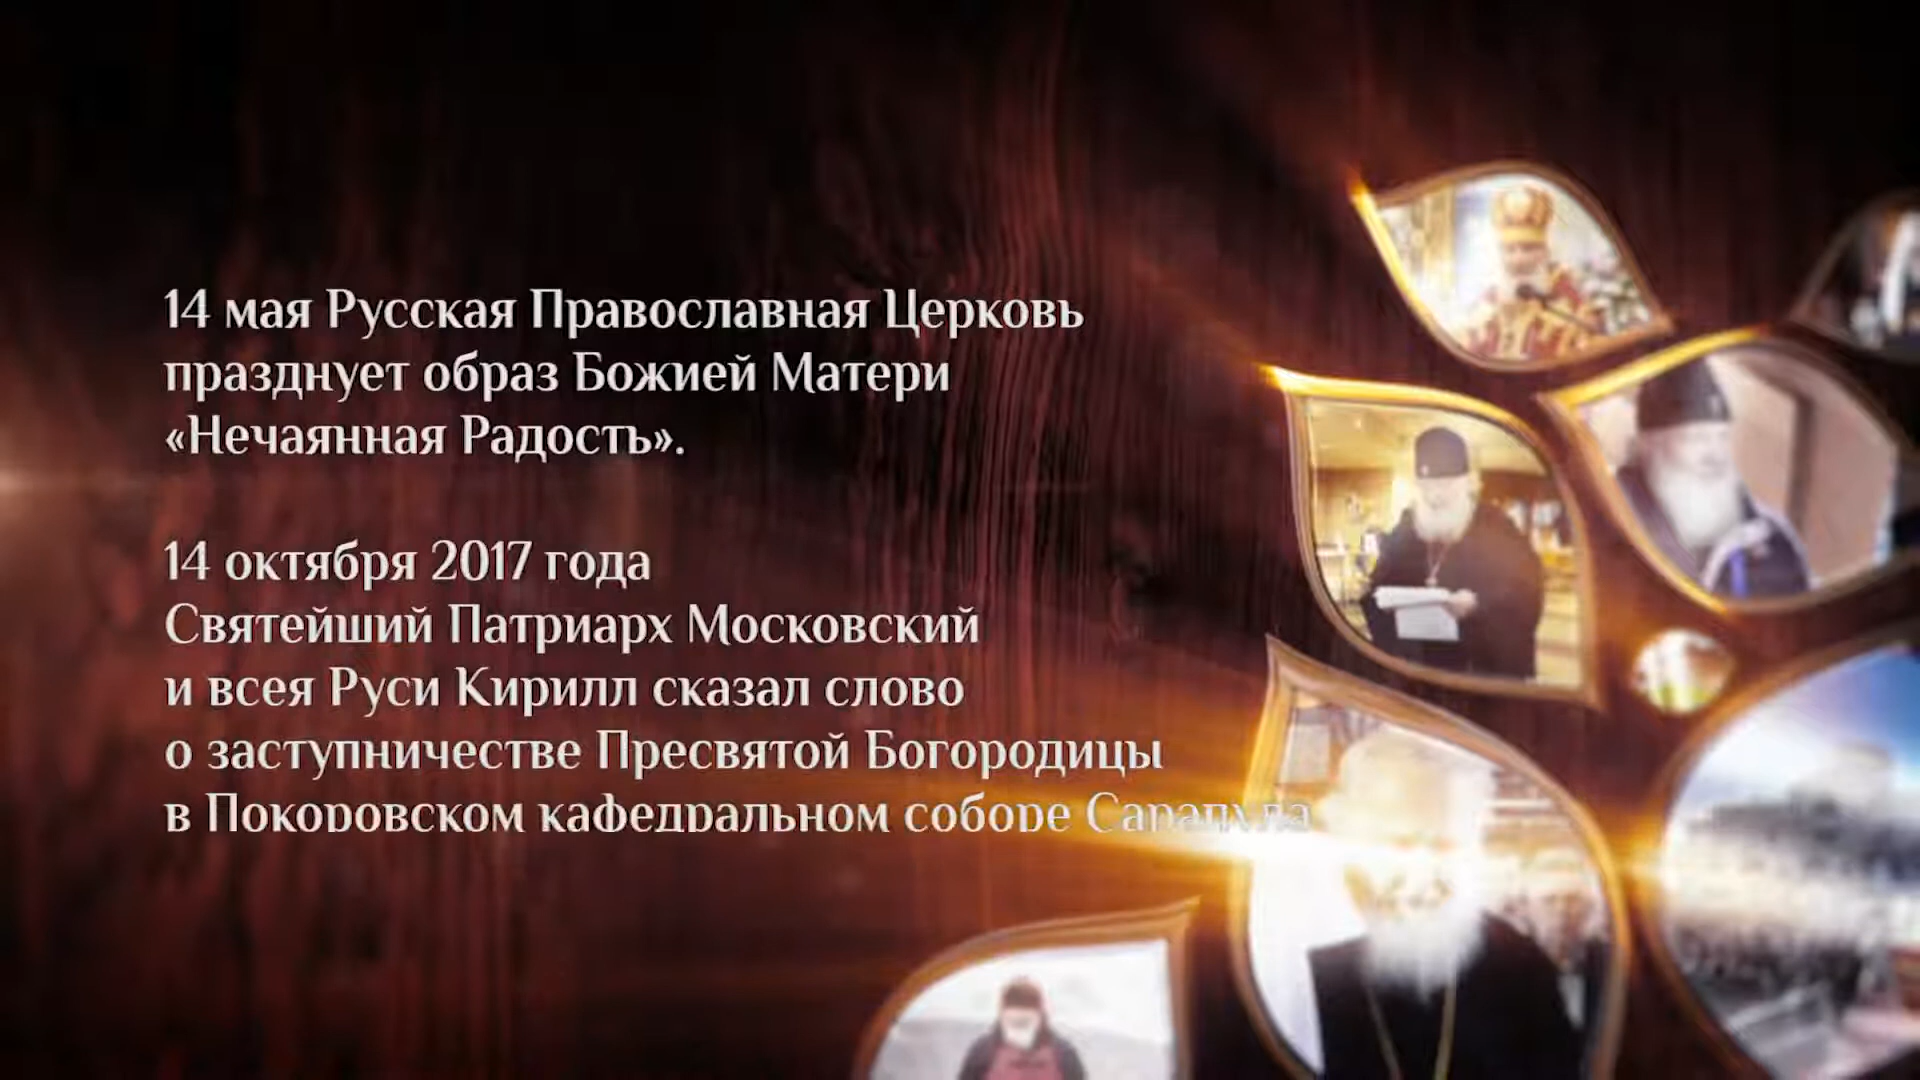 14 мая Русская Православная Церковь
празднует образ Божией Матери
«Нечаянная Радость».
14 октября 2017 года
Святейший Патриарх Московский
и всея Руси Кирилл сказал слово
о заступничестве Пресвятой Богородицы
в Покоровском кафедральном соборе Сарапула